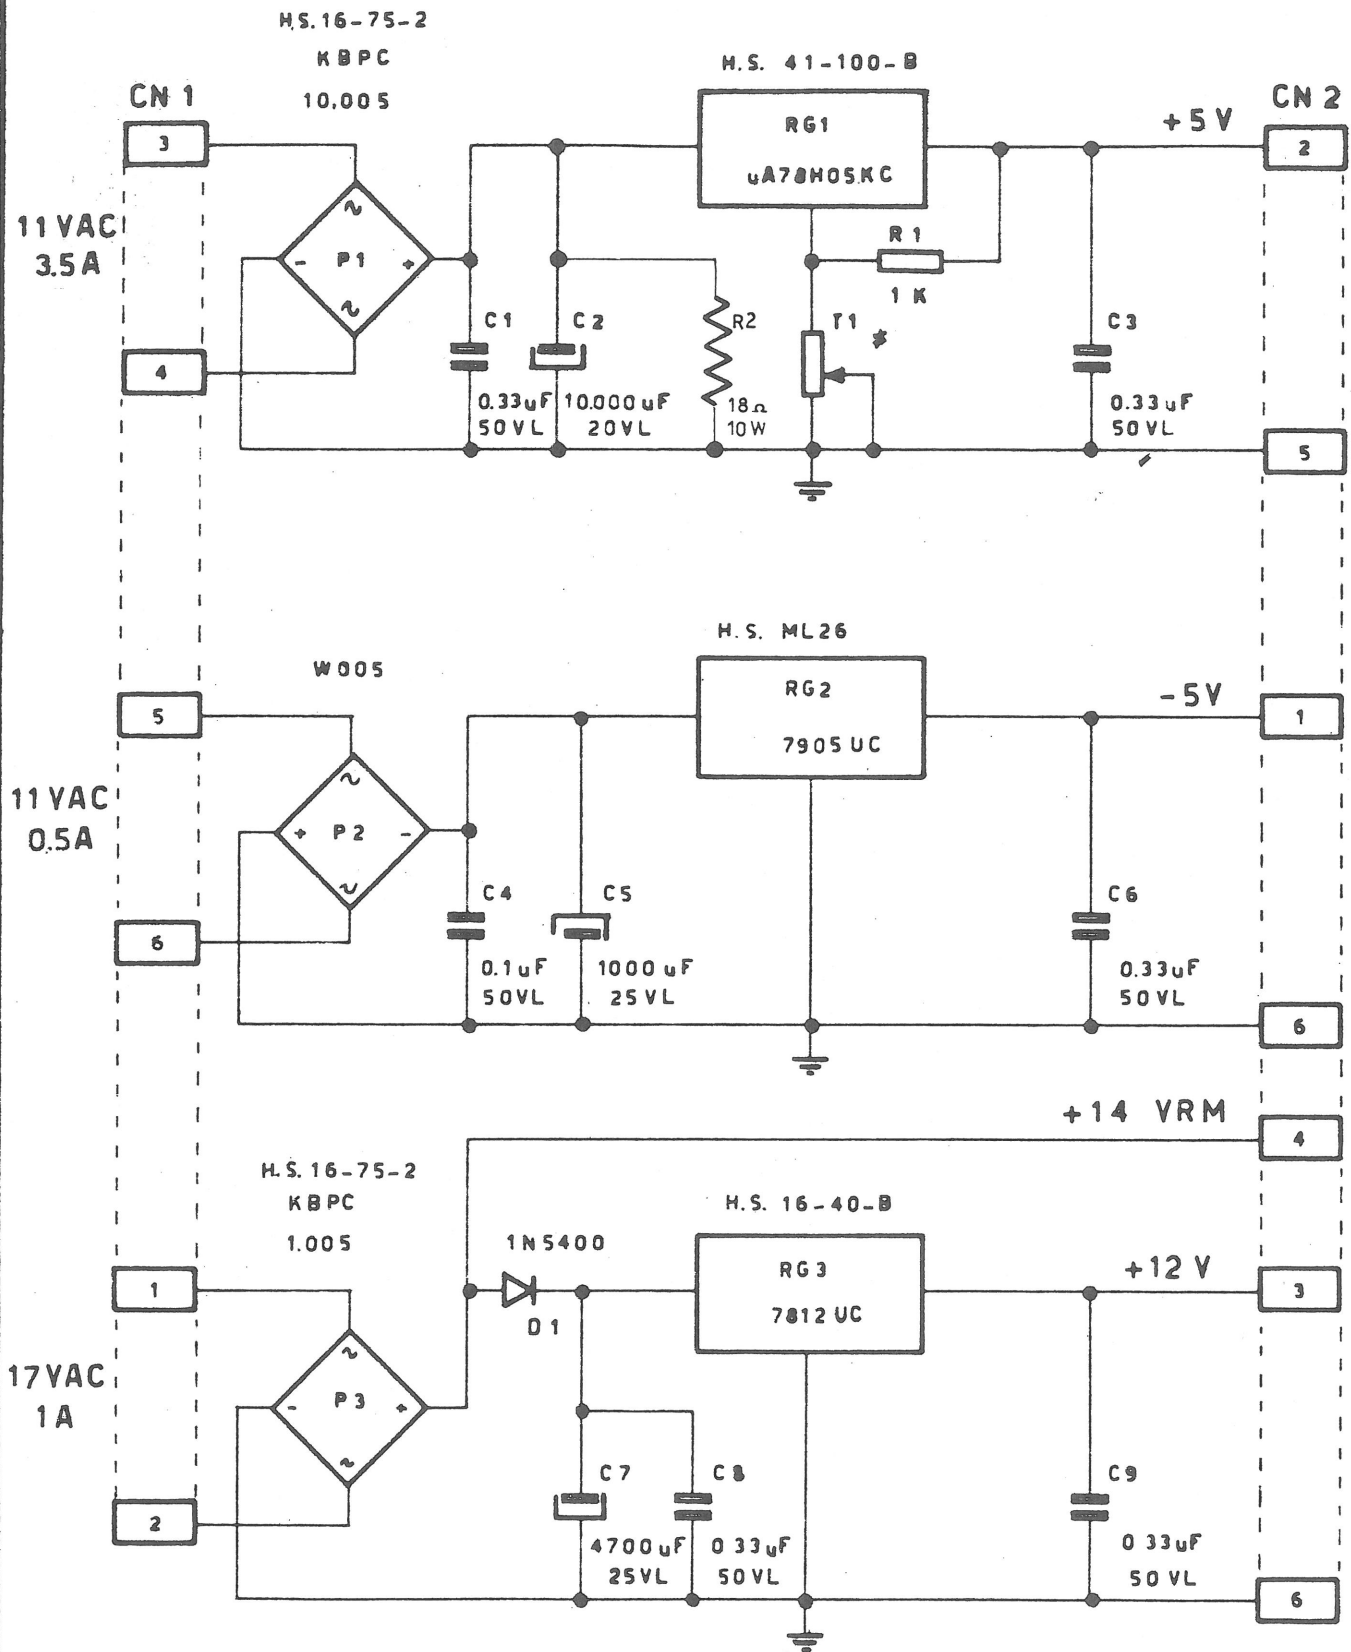 H.S.16-75-2
KBPC
10.005
H.S. 41-100-B
CN 1
CN 2
3
RG1
uA78H05KC
+5V
2
11 VAC
3.5A
~
- P1 +
~
R1
1 K
4
C1
0.33uF
50VL
C2
10.000uF
20VL
R2
18Ω
10W
T1
*
C3
0.33uF
50VL
5
W005
H.S. ML26
5
RG2
7905 UC
-5V
1
11 VAC
0.5A
~
+ P2 -
~
6
C4
0.1uF
50VL
C5
1000uF
25VL
C6
0.33uF
50VL
6
+14 VRM
4
H.S.16-75-2
KBPC
1.005
H.S. 16-40-B
1
1N5400
D1
RG3
7812 UC
+12V
3
17VAC
1A
~
- P3 +
~
2
C7
4700uF
25VL
C8
0 33uF
50VL
C9
0 33uF
50 VL
6